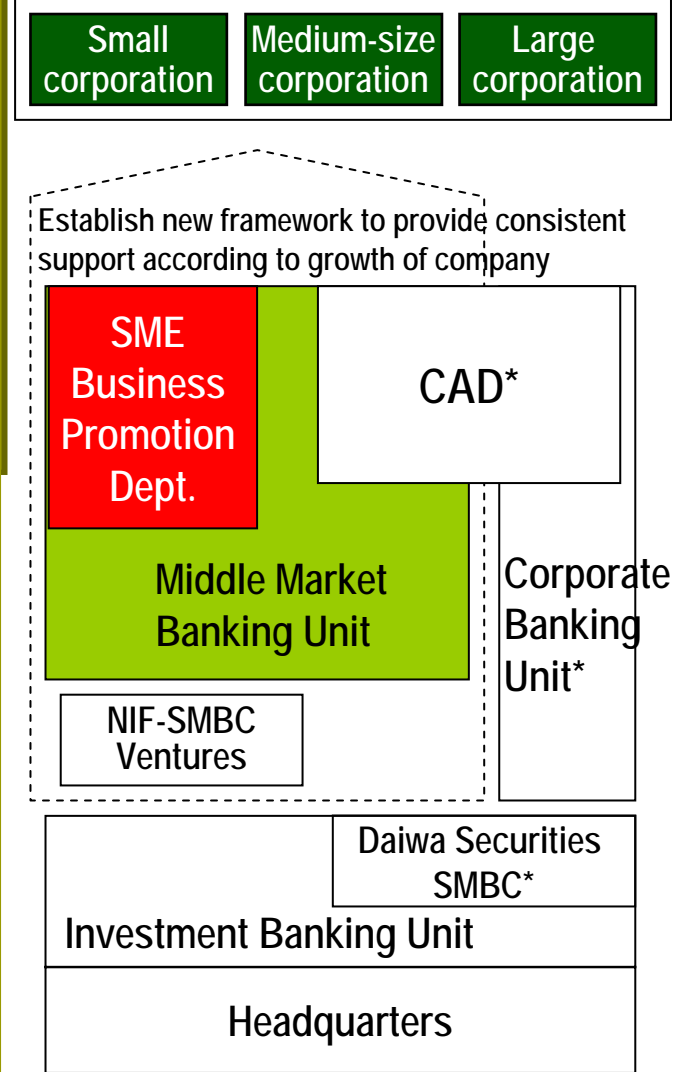 Small
corporation
Medium-size
corporation
Large
corporation
Establish new framework to provide consistent
support according to growth of company
SME
Business
Promotion
Dept.
CAD*
Middle Market
Banking Unit
Corporate
Banking
Unit*
NIF-SMBC
Ventures
Daiwa Securities
SMBC*
Investment Banking Unit
Headquarters